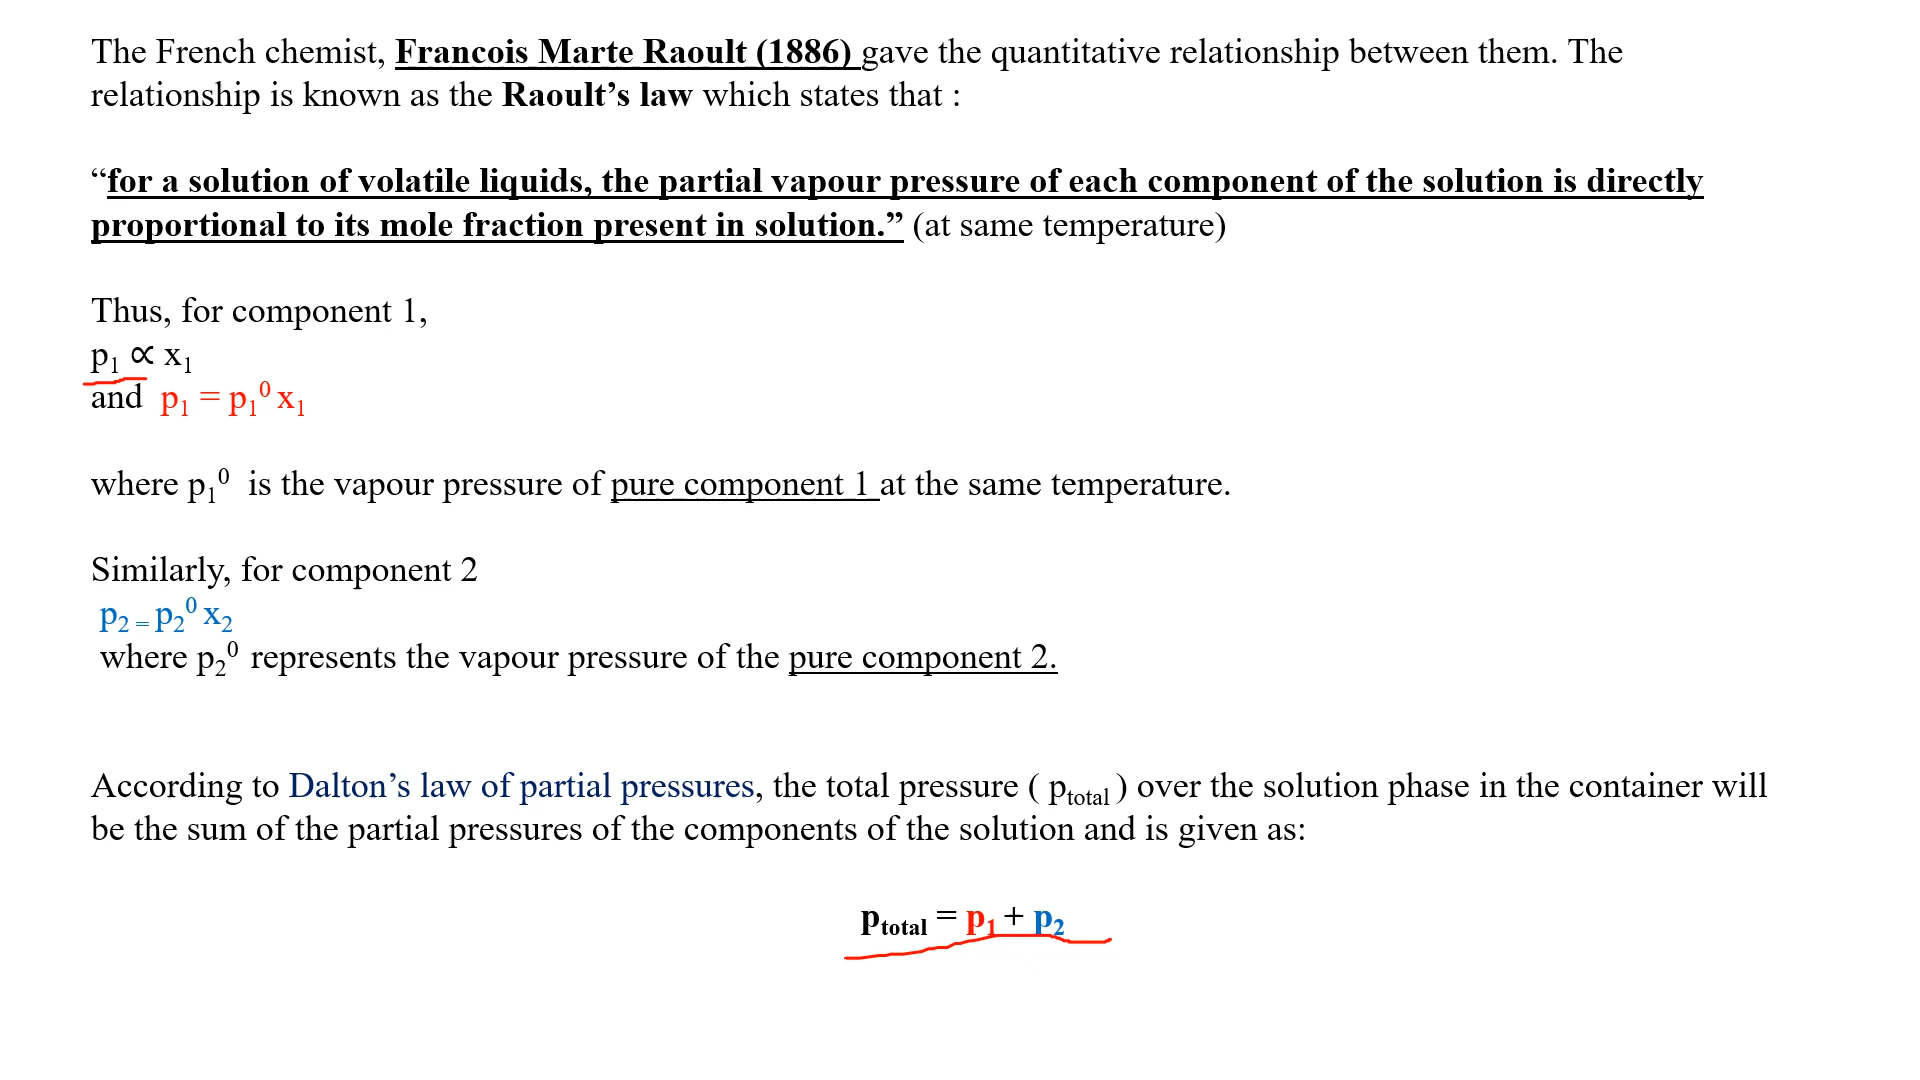 The French chemist, Francois Marte Raoult (1886) gave the quantitative relationship between them. The
relationship is known as the Raoult’s law which states that :
“for a solution of volatile liquids, the partial vapour pressure of each component of the solution is directly
proportional to its mole fraction present in solution.” (at same temperature)
Thus, for component 1,
p₁ ∝ x₁
and p₁ = p₁⁰ x₁
where p₁⁰ is the vapour pressure of pure component 1 at the same temperature.
Similarly, for component 2
p₂ = p₂⁰ x₂
where p₂⁰ represents the vapour pressure of the pure component 2.
According to Dalton’s law of partial pressures, the total pressure ( ptotal ) over the solution phase in the container will
be the sum of the partial pressures of the components of the solution and is given as:
ptotal = p₁ + p₂